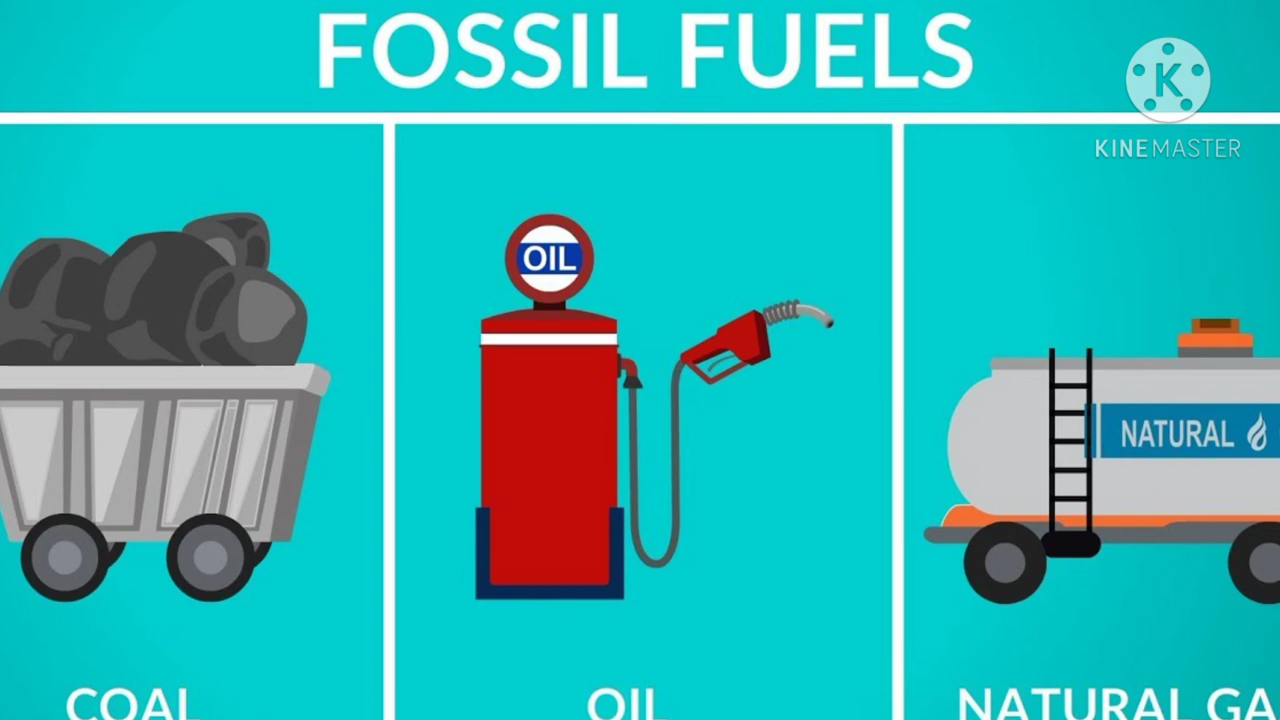 FOSSIL FUELS
K
KINEMASTER
OIL
NATURAL
COAL
OIL
NATURAL GA